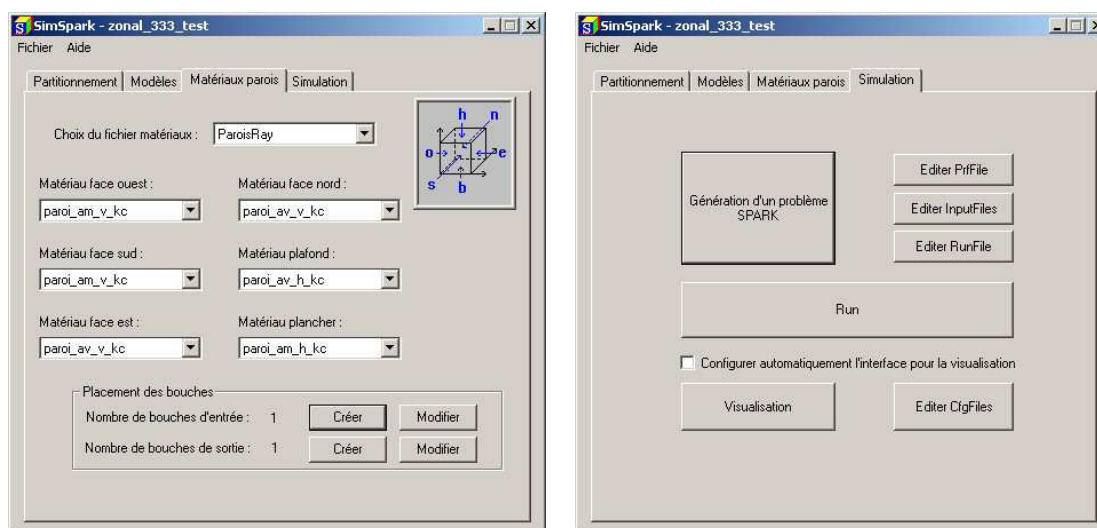 SimSpark - zonal_333_test
Fichier Aide
Partitionnement Modèles Matériaux parois Simulation
Choix du fichier matériaux : ParoisRay
h n
o e
s b
Matériau face ouest : Matériau face nord :
paroi_am_v_kc paroi_av_v_kc
Matériau face sud : Matériau plafond :
paroi_am_v_kc paroi_av_h_kc
Matériau face est : Matériau plancher :
paroi_av_v_kc paroi_am_h_kc
Placement des bouches
Nombre de bouches d'entrée : 1 Créer Modifier
Nombre de bouches de sortie : 1 Créer Modifier
SimSpark - zonal_333_test
Fichier Aide
Partitionnement Modèles Matériaux parois Simulation
Génération d'un problème
SPARK
Editer PrfFile
Editer InputFiles
Editer RunFile
Run
Configurer automatiquement l'interface pour la visualisation
Visualisation Editer CfgFiles